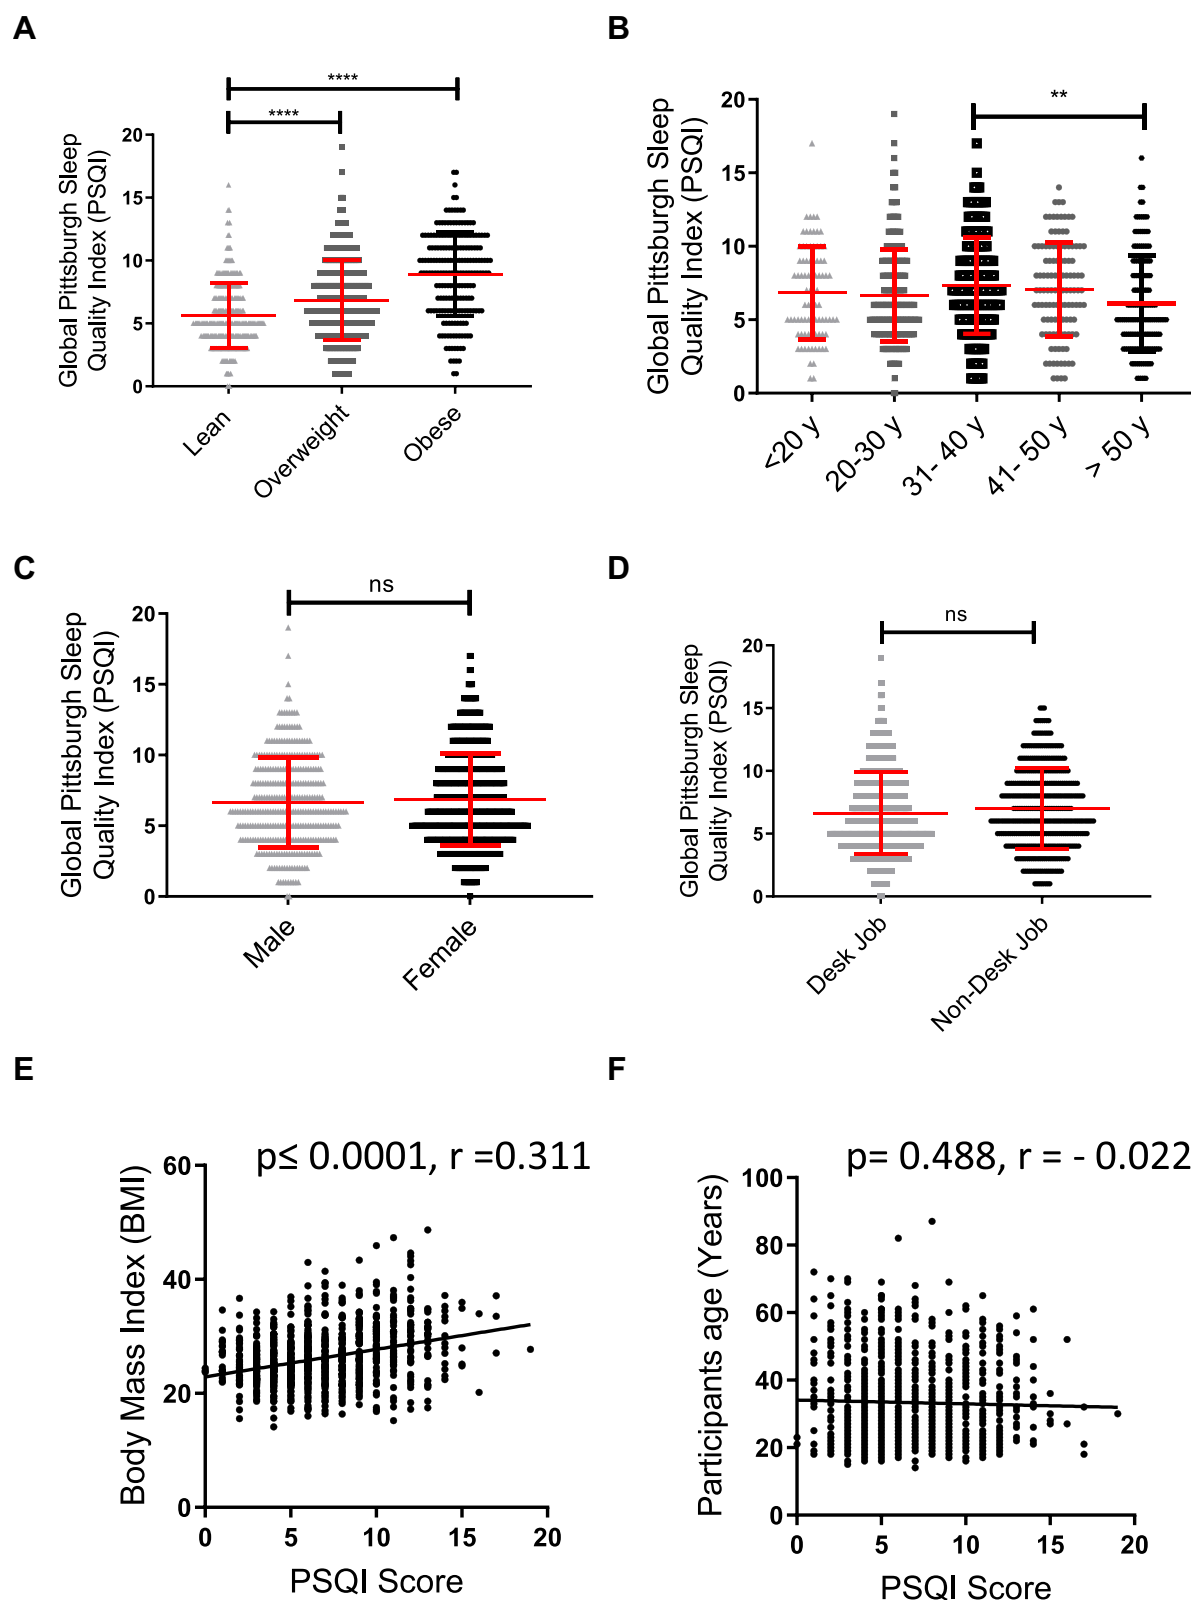 A
****
****
Global Pittsburgh Sleep
Quality Index (PSQI)
20
15
10
5
0
Lean
Overweight
Obese
B
**
Global Pittsburgh Sleep
Quality Index (PSQI)
20
15
10
5
0
<20 y
20-30 y
31- 40 y
41- 50 y
> 50 y
C
ns
Global Pittsburgh Sleep
Quality Index (PSQI)
20
15
10
5
0
Male
Female
D
ns
Global Pittsburgh Sleep
Quality Index (PSQI)
20
15
10
5
0
Desk Job
Non-Desk Job
E
p≤ 0.0001, r =0.311
Body Mass Index (BMI)
60
40
20
0
0 5 10 15 20
PSQI Score
F
p= 0.488, r = - 0.022
Participants age (Years)
100
80
60
40
20
0
0 5 10 15 20
PSQI Score